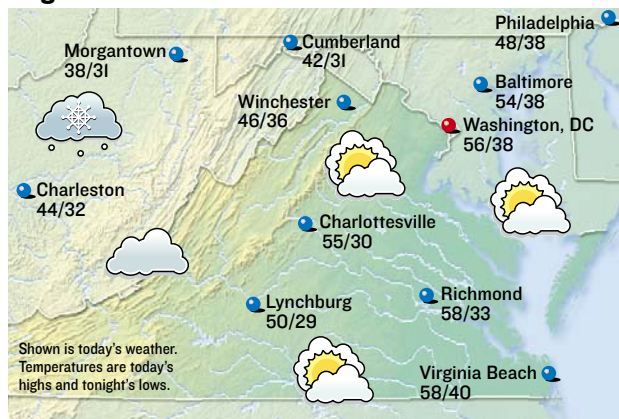 Philadelphia
48/38
Morgantown
38/31
Cumberland
42/31
Baltimore
54/38
Winchester
46/36
Washington, DC
56/38
Charleston
44/32
Charlottesville
55/30
Lynchburg
50/29
Richmond
58/33
Shown is today's weather.
Temperatures are today's
highs and tonight's lows.
Virginia Beach
58/40